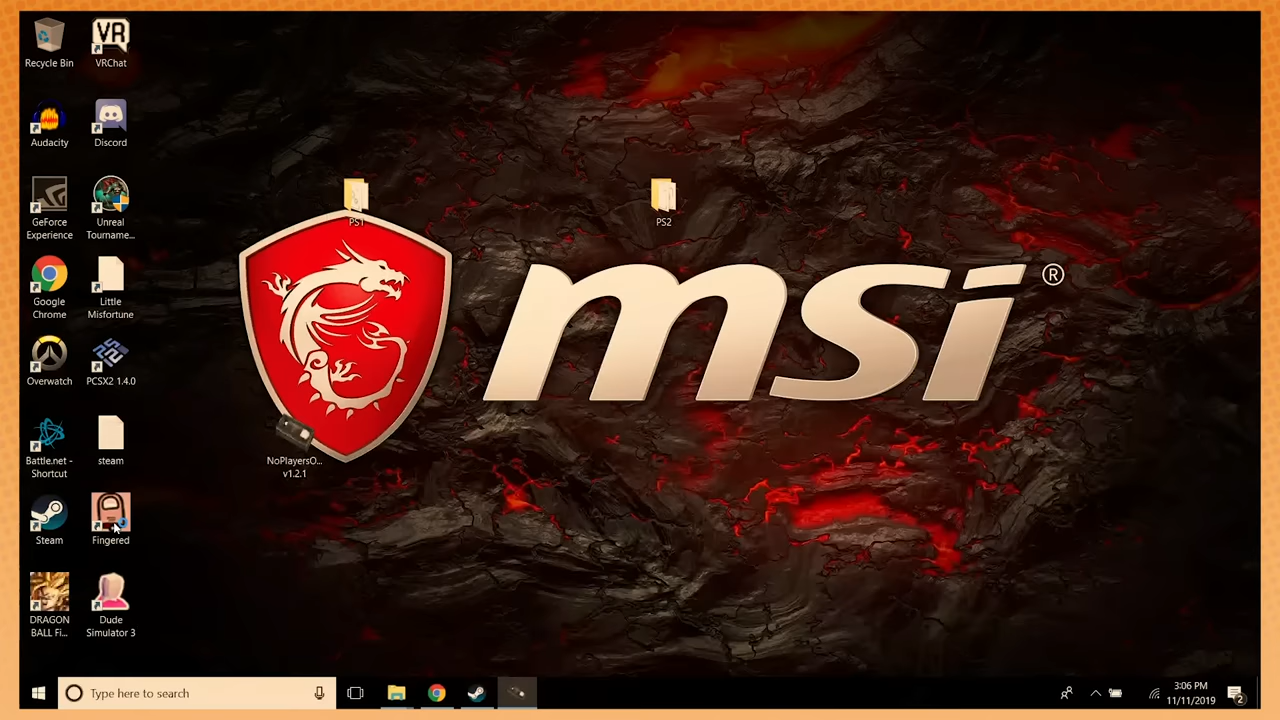 Recycle Bin
VRChat
Audacity
Discord
GeForce
Experience
Unreal
Tourname...
Google
Chrome
Little
Misfortune
Overwatch
PCSX2 1.4.0
Battle.net -
Shortcut
steam
Steam
Fingered
DRAGON
BALL Fi...
Dude
Simulator 3
PS1
PS2
msi®
NoPlayersO...
v1.2.1
Type here to search
3:06 PM
11/11/2019
2